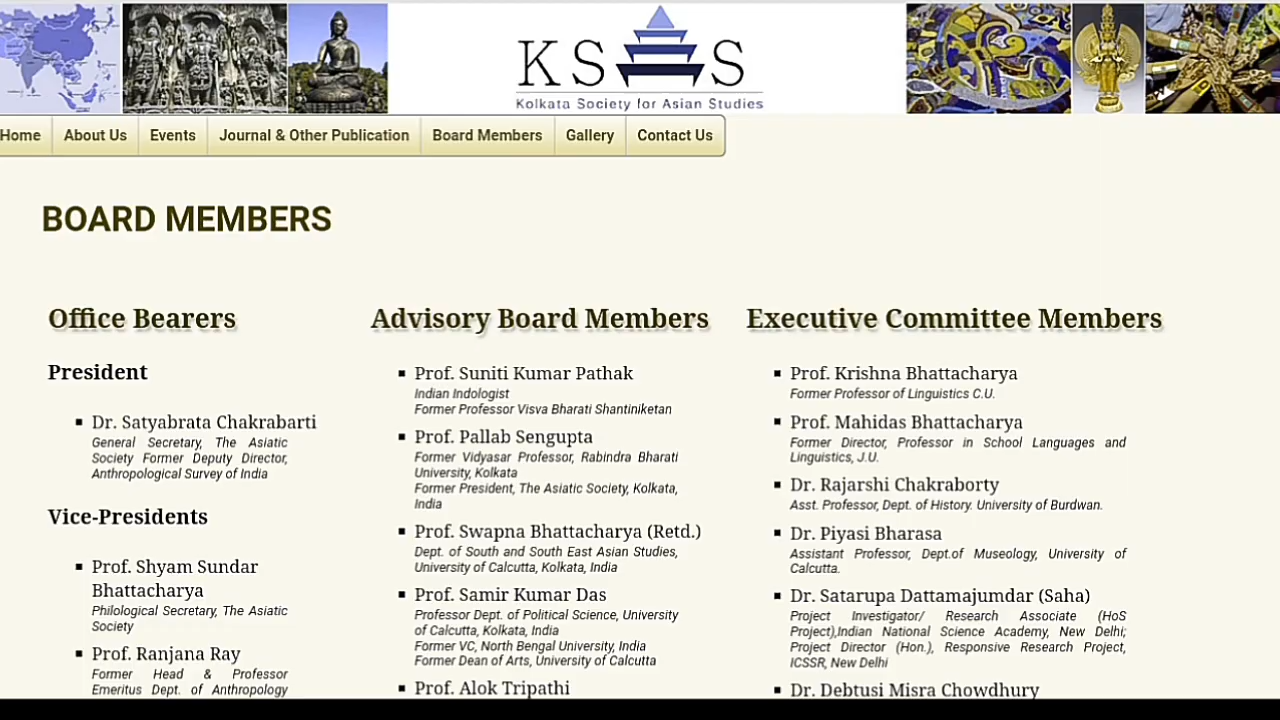 KSAS
Kolkata Society for Asian Studies
Home About Us Events Journal & Other Publication Board Members Gallery Contact Us
BOARD MEMBERS
Office Bearers
President
Dr. Satyabrata Chakrabarti
General Secretary, The Asiatic
Society Former Deputy Director,
Anthropological Survey of India
Vice-Presidents
Prof. Shyam Sundar
Bhattacharya
Philological Secretary, The Asiatic
Society
Prof. Ranjana Ray
Former Head & Professor
Emeritus Dept. of Anthropology
Advisory Board Members
Prof. Suniti Kumar Pathak
Indian Indologist
Former Professor Visva Bharati Shantiniketan
Prof. Pallab Sengupta
Former Vidyasar Professor, Rabindra Bharati
University, Kolkata
Former President, The Asiatic Society, Kolkata,
India
Prof. Swapna Bhattacharya (Retd.)
Dept. of South and South East Asian Studies,
University of Calcutta, Kolkata, India
Prof. Samir Kumar Das
Professor Dept. of Political Science, University
of Calcutta, Kolkata, India
Former VC, North Bengal University, India
Former Dean of Arts, University of Calcutta
Prof. Alok Tripathi
Executive Committee Members
Prof. Krishna Bhattacharya
Former Professor of Linguistics C.U.
Prof. Mahidas Bhattacharya
Former Director, Professor in School Languages and
Linguistics, J.U.
Dr. Rajarshi Chakraborty
Asst. Professor, Dept. of History. University of Burdwan.
Dr. Piyasi Bharasa
Assistant Professor, Dept.of Museology, University of
Calcutta.
Dr. Satarupa Dattamajumdar (Saha)
Project Investigator/ Research Associate (HoS
Project),Indian National Science Academy, New Delhi;
Project Director (Hon.), Responsive Research Project,
ICSSR, New Delhi
Dr. Debtusi Misra Chowdhury